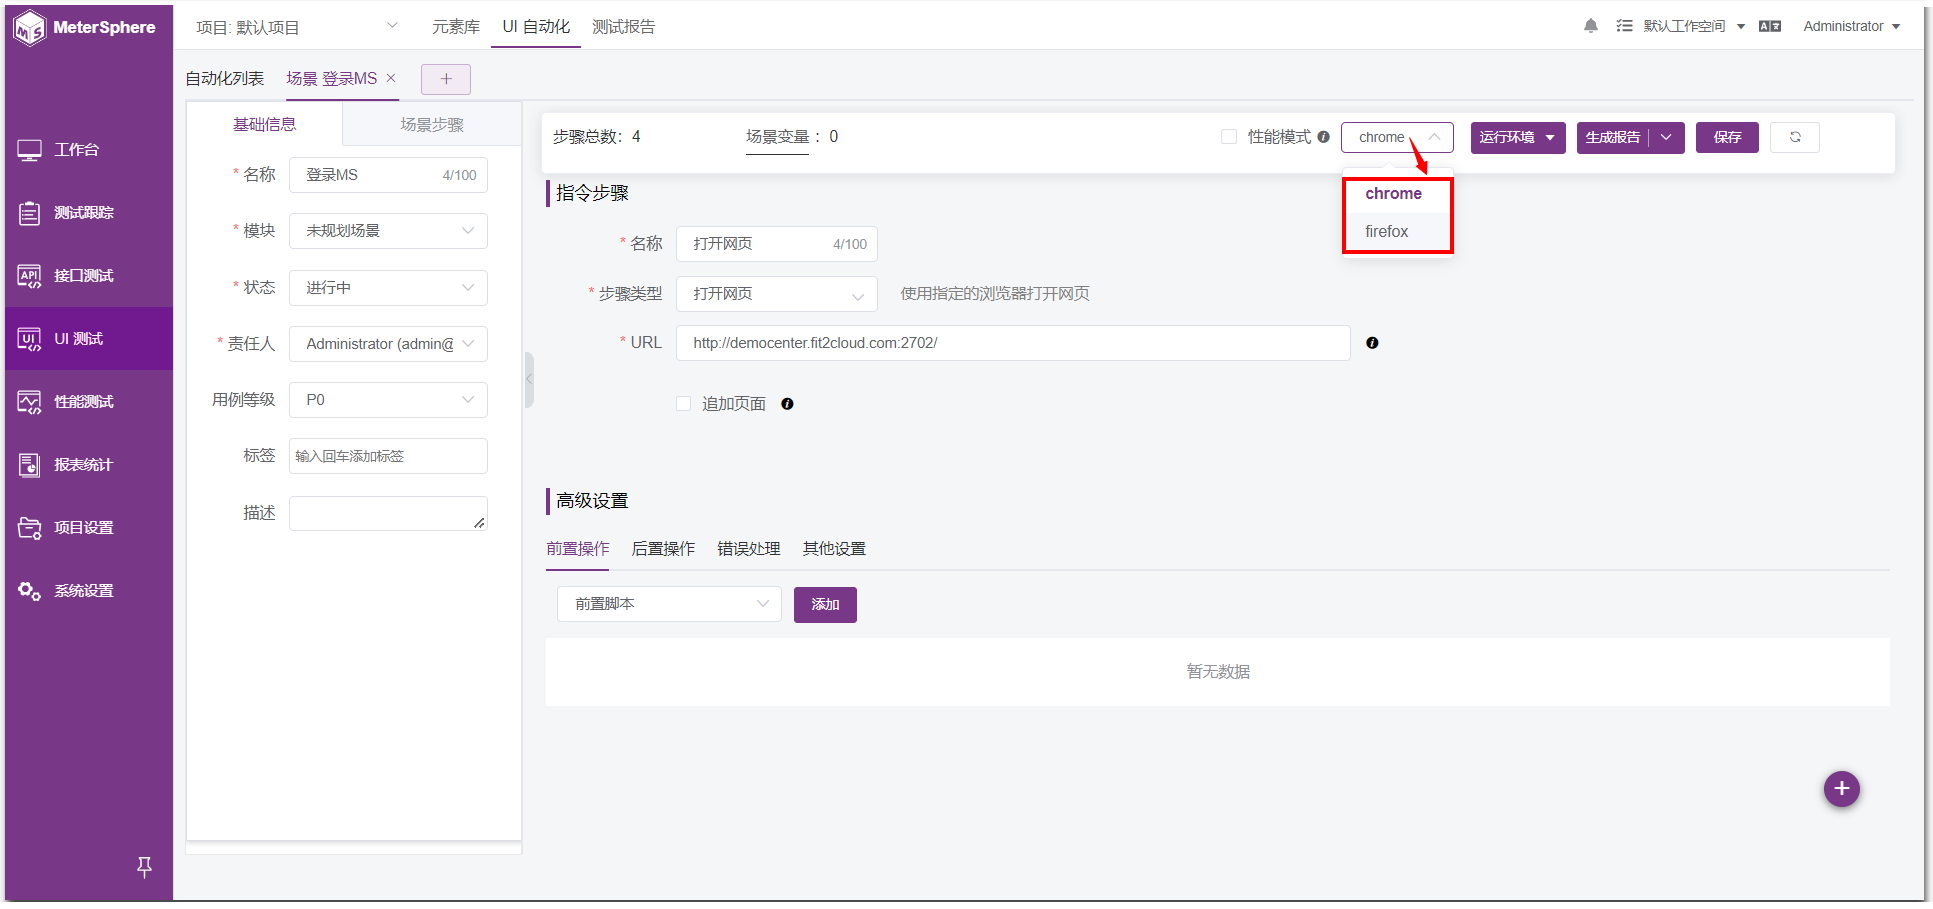 MeterSphere
项目: 默认项目
元素库
UI 自动化
测试报告
默认工作空间
Administrator
自动化列表
场景 登录MS ×
+
工作台
测试跟踪
接口测试
UI 测试
性能测试
报表统计
项目设置
系统设置
基础信息
场景步骤
* 名称 登录MS 4/100
* 模块 未规划场景
* 状态 进行中
* 责任人 Administrator (admin@
用例等级 P0
标签 输入回车添加标签
描述
步骤总数：4
场景变量 ：0
性能模式
chrome
运行环境
生成报告
保存
chrome
firefox
指令步骤
* 名称 打开网页 4/100
* 步骤类型 打开网页 使用指定的浏览器打开网页
* URL http://democenter.fit2cloud.com:2702/
追加页面
高级设置
前置操作
后置操作
错误处理
其他设置
前置脚本
添加
暂无数据
+